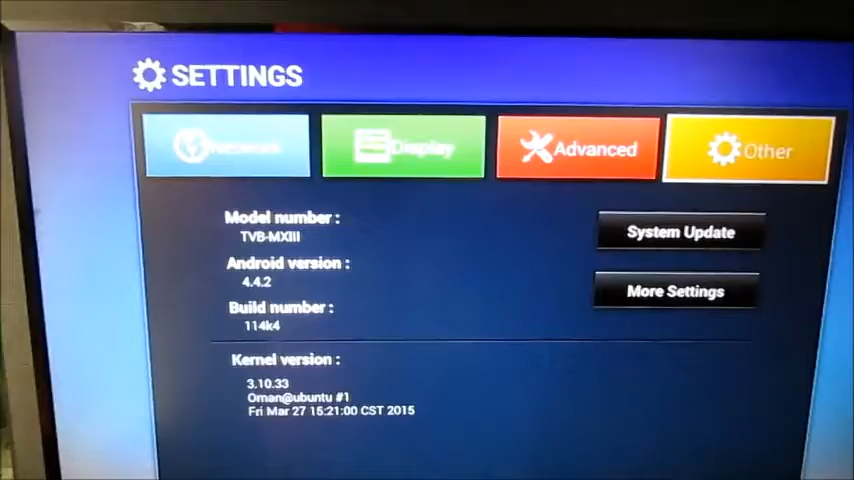 SETTINGS
Network
Display
Advanced
Other
Model number :
TVB-MXIII
Android version :
4.4.2
Build number :
114k4
Kernel version :
3.10.33
Oman@ubuntu #1
Fri Mar 27 15:21:00 CST 2015
System Update
More Settings